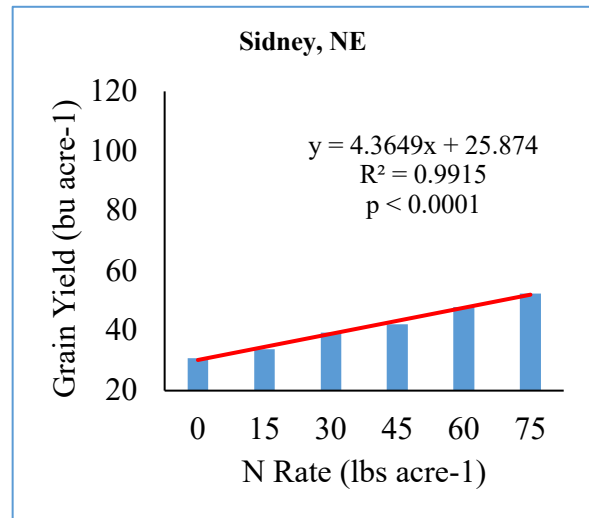 Sidney, NE
y = 4.3649x + 25.874
R² = 0.9915
p < 0.0001
Grain Yield (bu acre-1)
120
100
80
60
40
20
0 15 30 45 60 75
N Rate (lbs acre-1)